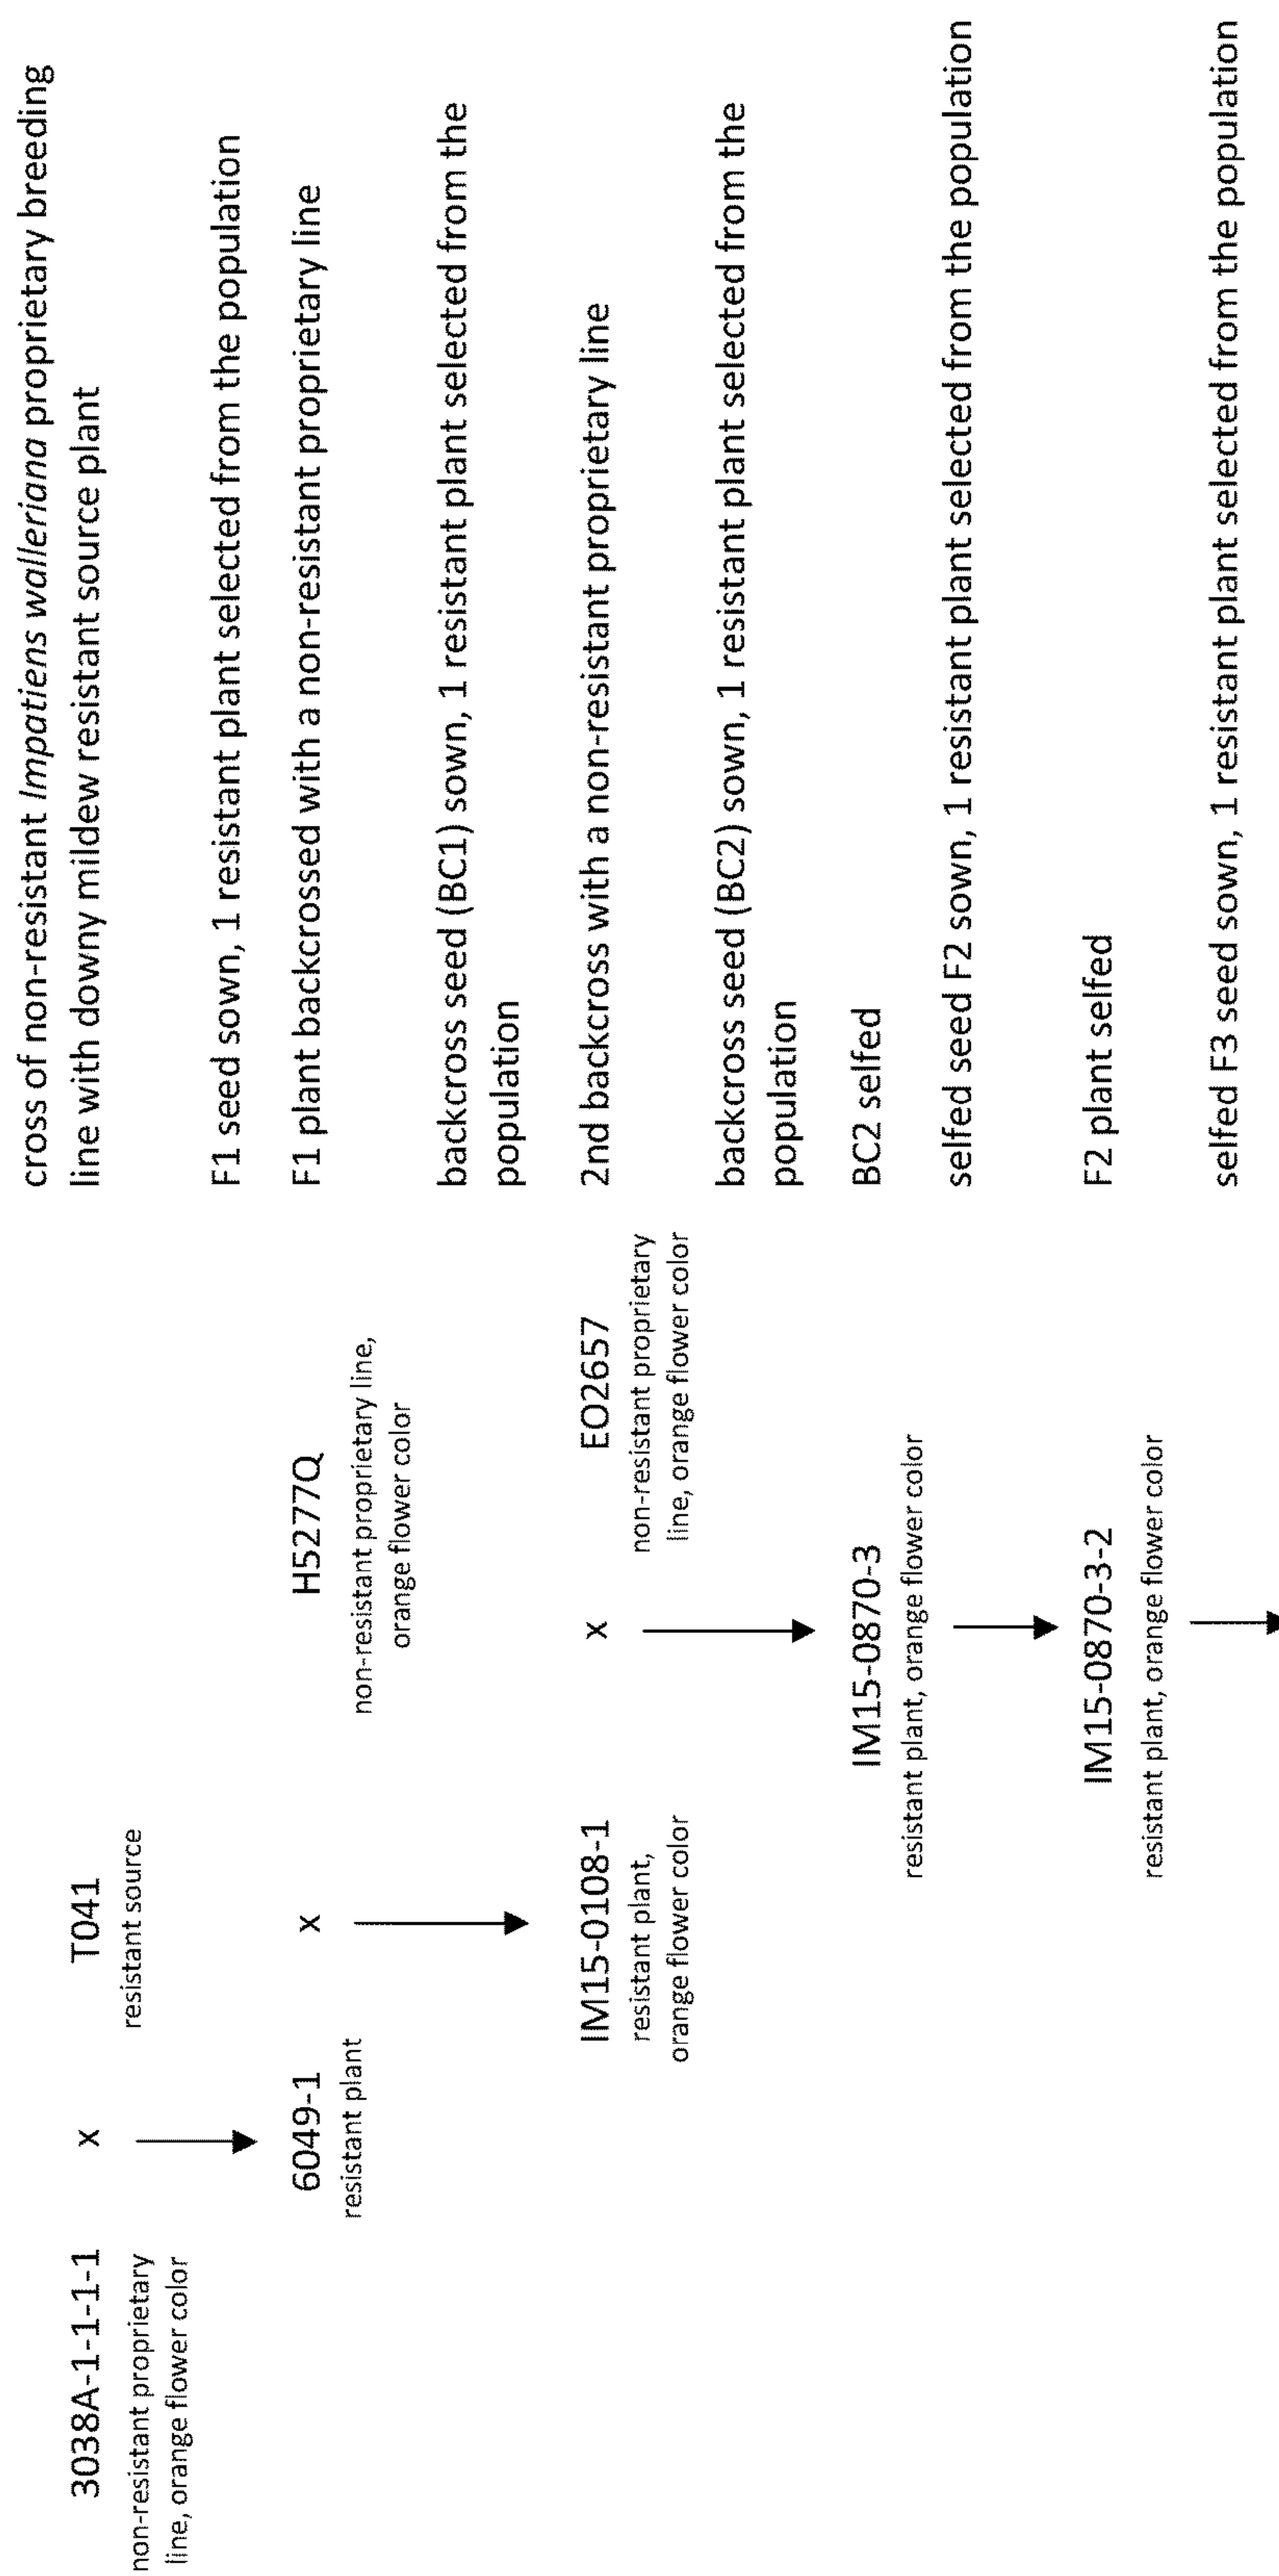 3038A-1-1-1-1 x T041
non-resistant proprietary
line, orange flower color
resistant source
cross of non-resistant Impatiens walleriana proprietary breeding
line with downy mildew resistant source plant
F1 seed sown, 1 resistant plant selected from the population
6049-1 x H5277Q
resistant plant
non-resistant proprietary line,
orange flower color
F1 plant backcrossed with a non-resistant proprietary line
backcross seed (BC1) sown, 1 resistant plant selected from the
population
IM15-0108-1 x EO2657
resistant plant,
orange flower color
non-resistant proprietary
line, orange flower color
2nd backcross with a non-resistant proprietary line
backcross seed (BC2) sown, 1 resistant plant selected from the
population
IM15-0870-3
resistant plant, orange flower color
BC2 selfed
selfed seed F2 sown, 1 resistant plant selected from the population
IM15-0870-3-2
resistant plant, orange flower color
F2 plant selfed
selfed F3 seed sown, 1 resistant plant selected from the population